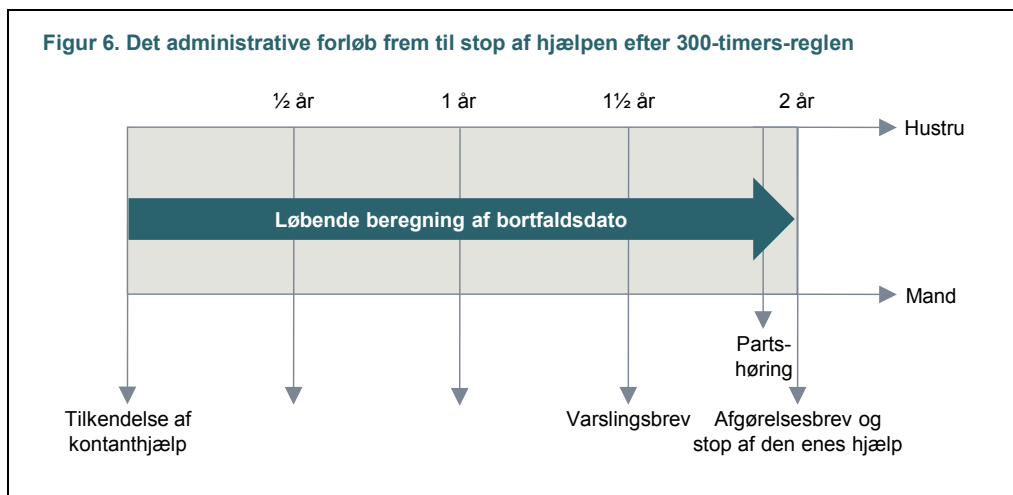 Figur 6. Det administrative forløb frem til stop af hjælpen efter 300-timers-reglen
½ år
1 år
1½ år
2 år
Hustru
Løbende beregning af bortfaldsdato
Mand
Parts-
høring
Tilkendelse af
kontanthjælp
Varslingsbrev
Afgørelsesbrev og
stop af den enes hjælp